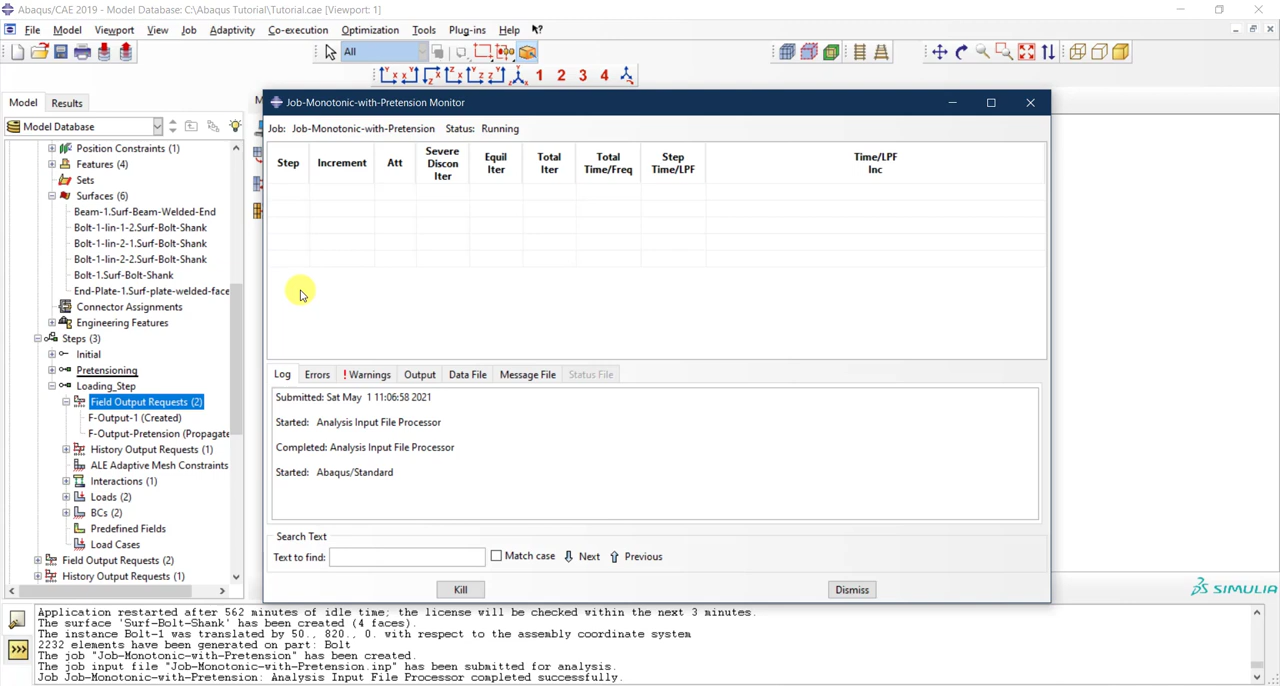 Abaqus/CAE 2019 - Model Database: C:\Abaqus Tutorial\Tutorial.cae [Viewport: 1]
File Model Viewport View Job Adaptivity Co-execution Optimization Tools Plug-ins Help
All
1 2 3 4
Model Results
Model Database
Job-Monotonic-with-Pretension Monitor
Job: Job-Monotonic-with-Pretension Status: Running
Step Increment Att Severe Discon Iter Equil Iter Total Iter Total Time/Freq Step Time/LPF Time/LPF Inc
Position Constraints (1)
Features (4)
Sets
Surfaces (6)
Beam-1.Surf-Beam-Welded-End
Bolt-1-lin-1-2.Surf-Bolt-Shank
Bolt-1-lin-2-1.Surf-Bolt-Shank
Bolt-1-lin-2-2.Surf-Bolt-Shank
Bolt-1.Surf-Bolt-Shank
End-Plate-1.Surf-plate-welded-face
Connector Assignments
Engineering Features
Steps (3)
Initial
Pretensioning
Loading_Step
Field Output Requests (2)
F-Output-1 (Created)
F-Output-Pretension (Propagate
History Output Requests (1)
ALE Adaptive Mesh Constraints
Interactions (1)
Loads (2)
BCs (2)
Predefined Fields
Load Cases
Field Output Requests (2)
History Output Requests (1)
Log Errors ! Warnings Output Data File Message File Status File
Submitted: Sat May 1 11:06:58 2021
Started: Analysis Input File Processor
Completed: Analysis Input File Processor
Started: Abaqus/Standard
Search Text
Text to find: Match case Next Previous
Kill Dismiss
SIMULIA
Application restarted after 562 minutes of idle time; the license will be checked within the next 3 minutes.
The surface 'Surf-Bolt-Shank' has been created (4 faces).
The instance Bolt-1 was translated by 50., 820., 0. with respect to the assembly coordinate system
2232 elements have been generated on part: Bolt
The job "Job-Monotonic-with-Pretension" has been created.
The job input file "Job-Monotonic-with-Pretension.inp" has been submitted for analysis.
Job Job-Monotonic-with-Pretension: Analysis Input File Processor completed successfully.